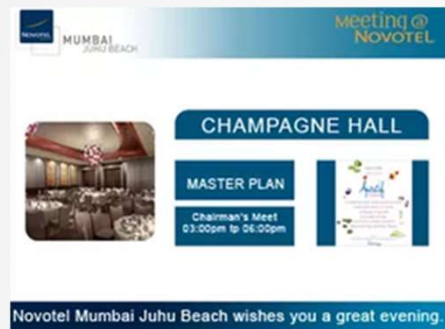 NOVOTEL
MUMBAI
JUHU BEACH
Meeting @
NOVOTEL
CHAMPAGNE HALL
MASTER PLAN
Chairman's Meet
03:00pm tp 06:00pm
Novotel Mumbai Juhu Beach wishes you a great evening.